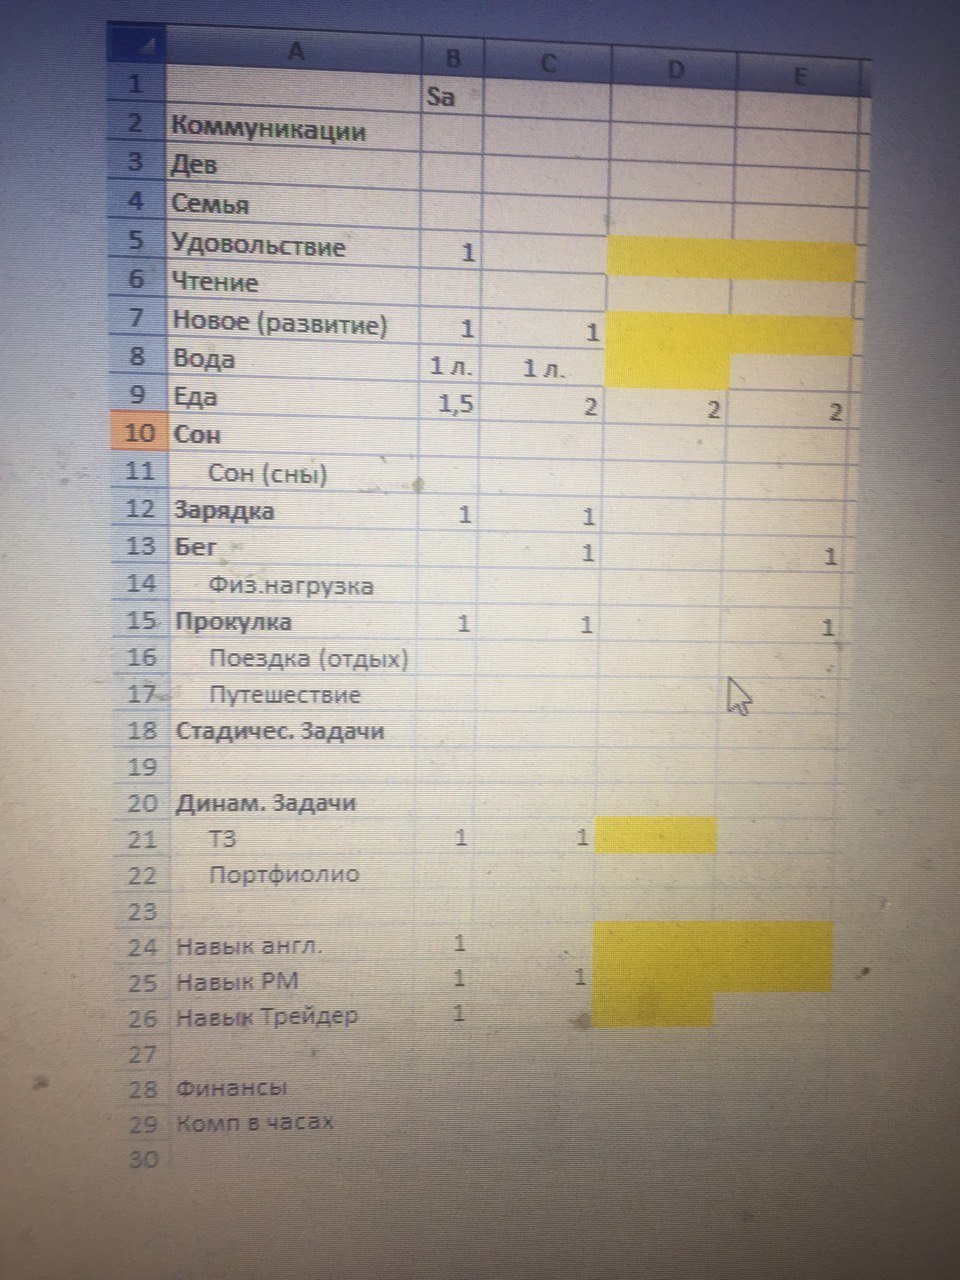 A B C D E
1 Sa
2 Коммуникации
3 Дев
4 Семья
5 Удовольствие 1
6 Чтение
7 Новое (развитие) 1 1
8 Вода 1 л. 1 л.
9 Еда 1,5 2 2 2
10 Сон
11 Сон (сны)
12 Зарядка 1 1
13 Бег 1 1
14 Физ.нагрузка
15 Прокулка 1 1 1
16 Поездка (отдых)
17 Путешествие
18 Стадичес. Задачи
19
20 Динам. Задачи
21 ТЗ 1 1
22 Портфиолио
23
24 Навык англ. 1
25 Навык РМ 1 1
26 Навык Трейдер 1
27
28 Финансы
29 Комп в часах
30